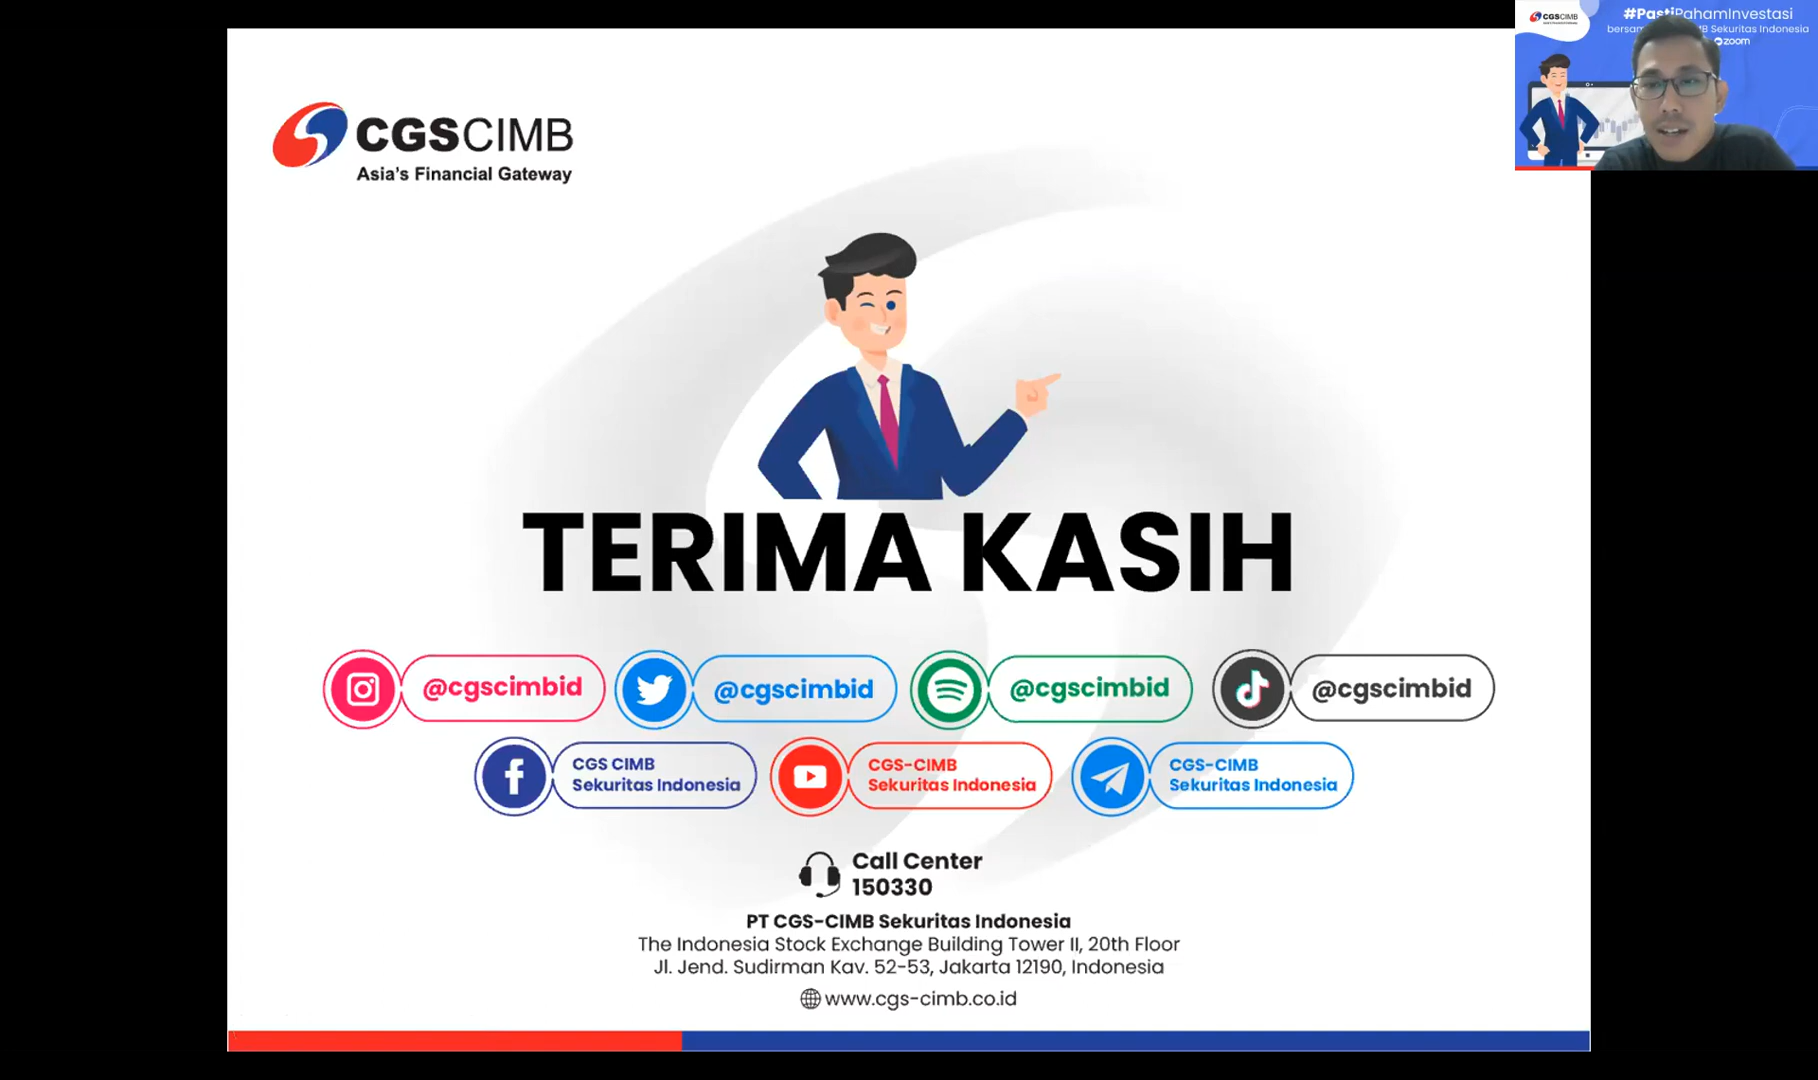 CGSCIMB
Asia's Financial Gateway
TERIMA KASIH
@cgscimbid
@cgscimbid
@cgscimbid
@cgscimbid
CGS CIMB
Sekuritas Indonesia
CGS-CIMB
Sekuritas Indonesia
CGS-CIMB
Sekuritas Indonesia
Call Center
150330
PT CGS-CIMB Sekuritas Indonesia
The Indonesia Stock Exchange Building Tower II, 20th Floor
Jl. Jend. Sudirman Kav. 52-53, Jakarta 12190, Indonesia
www.cgs-cimb.co.id
CGSCIMB
#PastiPahamInvestasi
Sekuritas Indonesia
zoom